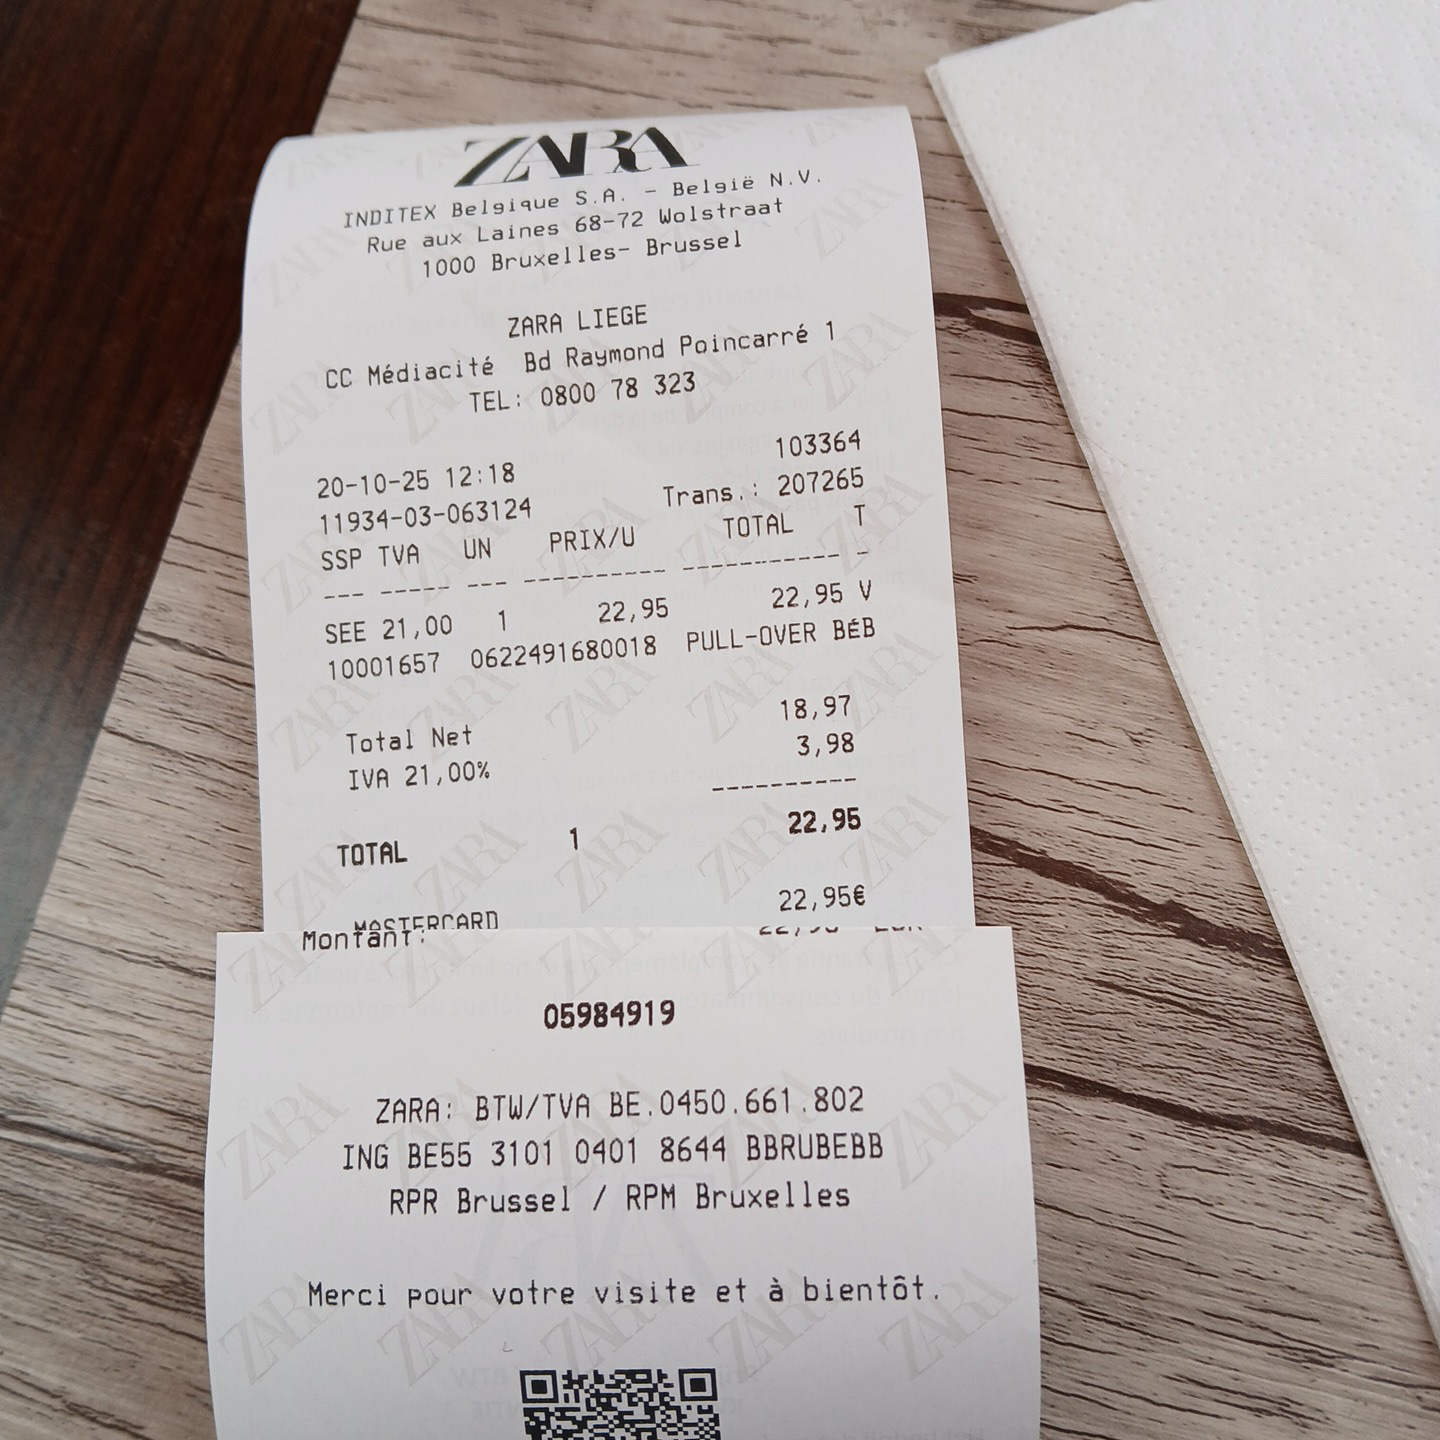 ZARA
INDITEX Belgique S.A. - België N.V.
Rue aux Laines 68-72 Wolstraat
1000 Bruxelles- Brussel
ZARA LIEGE
CC Médiacité Bd Raymond Poincarré 1
TEL: 0800 78 323
20-10-25 12:18 103364
11934-03-063124 Trans.: 207265
SSP TVA UN PRIX/U TOTAL T
--- ----- --- ---------- ----------- -
SEE 21,00 1 22,95 22,95 V
10001657 0622491680018 PULL-OVER BÉB
Total Net 18,97
IVA 21,00% 3,98
----------
TOTAL 1 22,95
MASTERCARD 22,95€
Montant:
05984919
ZARA: BTW/TVA BE.0450.661.802
ING BE55 3101 0401 8644 BBRUBEBB
RPR Brussel / RPM Bruxelles
Merci pour votre visite et à bientôt.